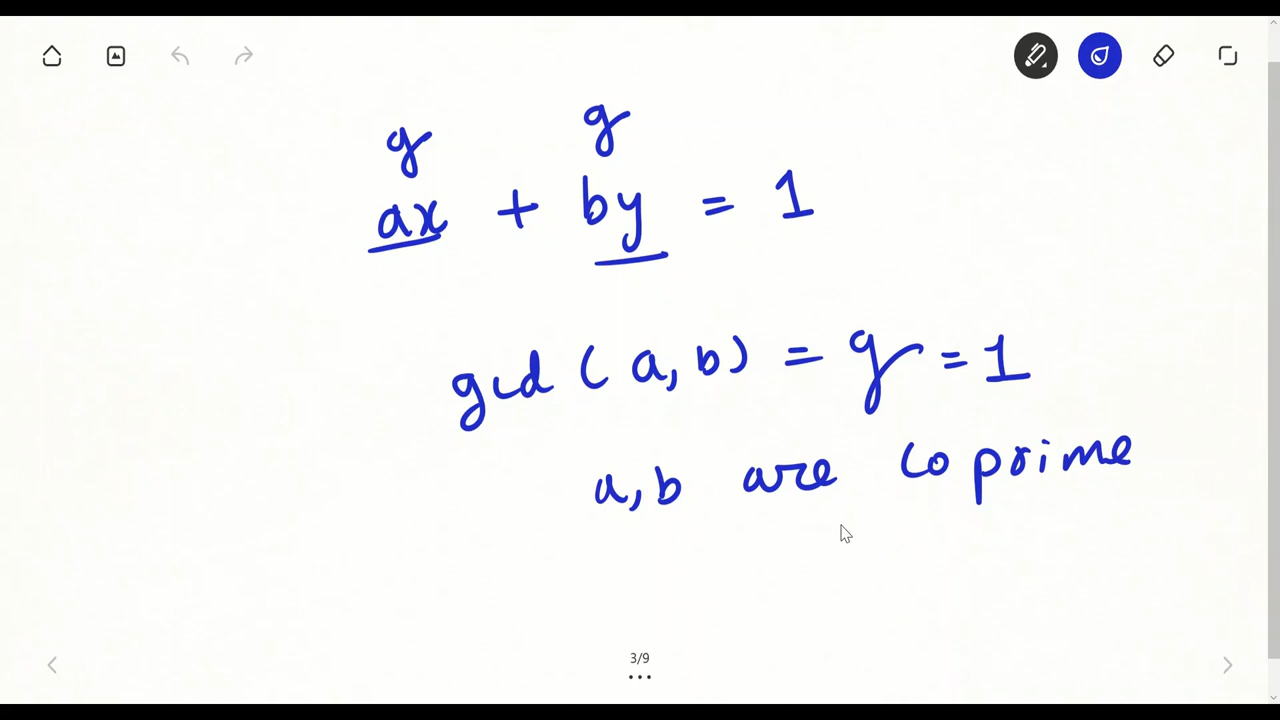 g g
ax + by = 1
gcd (a, b) = g = 1
a, b are coprime
3/9